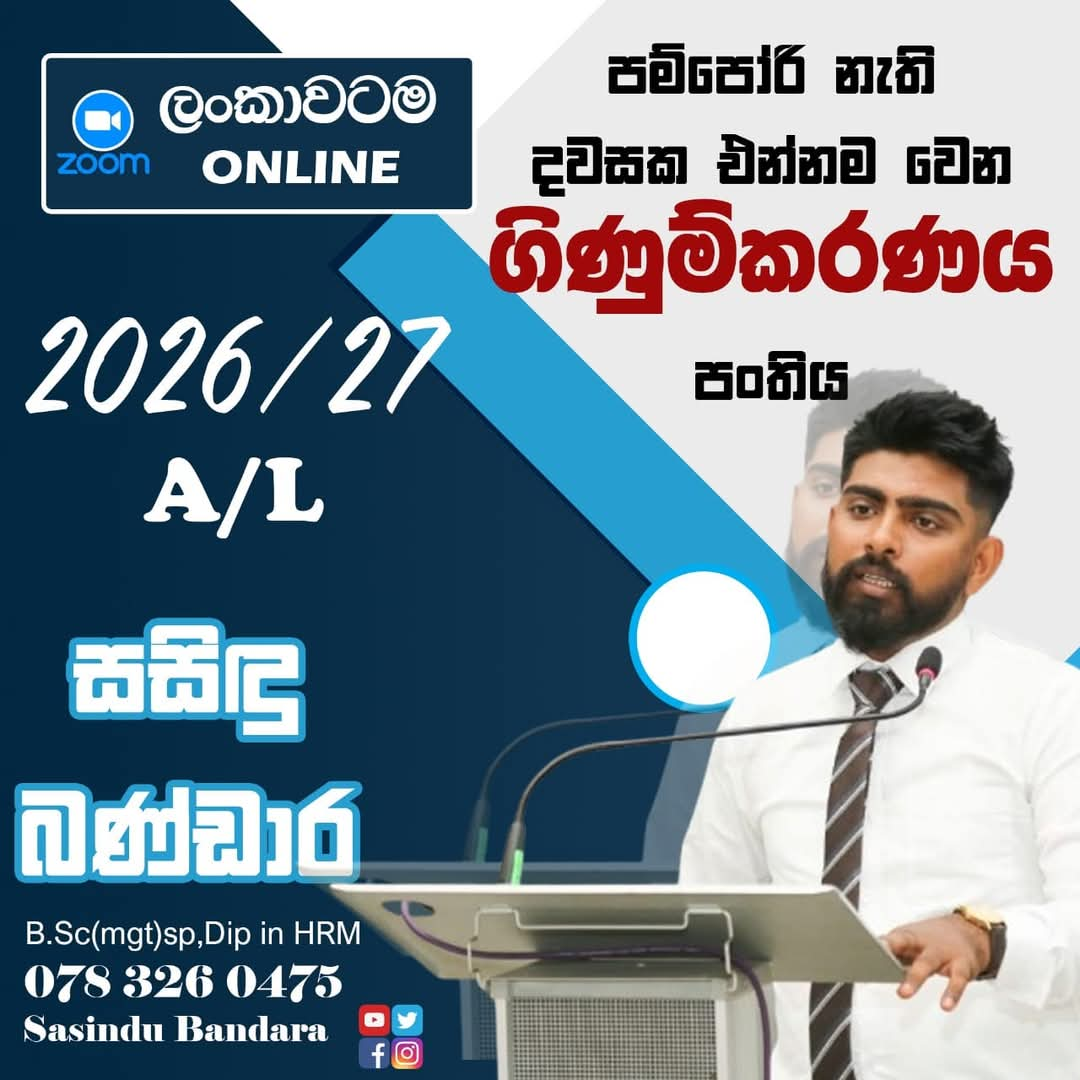 zoom
ලංකාවටම
ONLINE
පම්පෝරි නැති
දවසක එන්නම වෙන
ගිණුම්කරණය
පංතිය
2026/27
A/L
සසිඳු
බණ්ඩාර
B.Sc(mgt)sp,Dip in HRM
078 326 0475
Sasindu Bandara